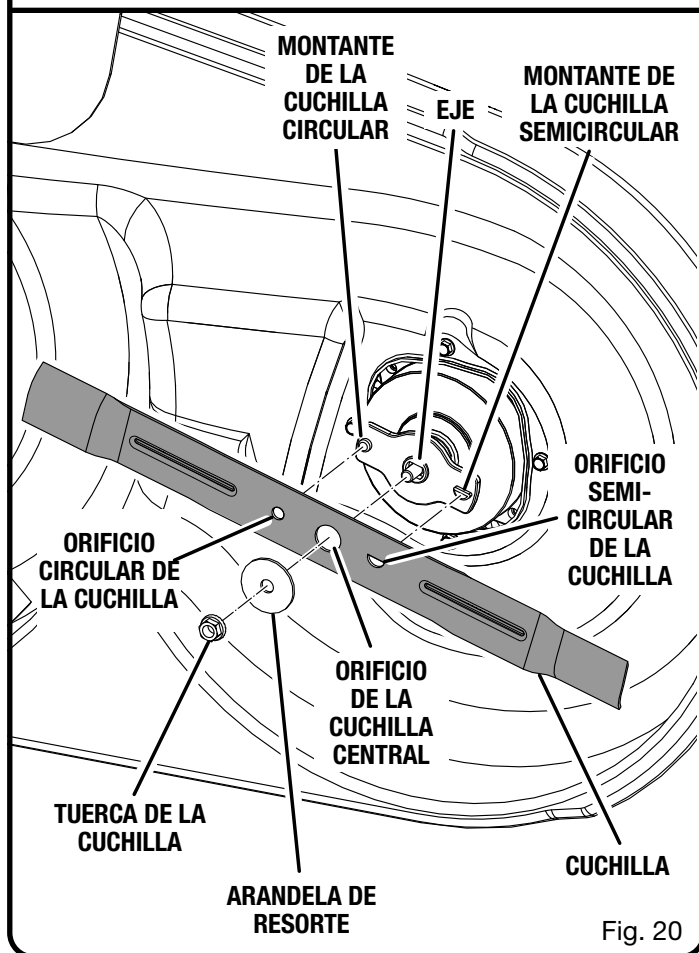 MONTANTE
DE LA
CUCHILLA
CIRCULAR
EJE
MONTANTE DE
LA CUCHILLA
SEMICIRCULAR
ORIFICIO
SEMI-
CIRCULAR
DE LA
CUCHILLA
ORIFICIO
CIRCULAR DE
LA CUCHILLA
ORIFICIO
DE LA
CUCHILLA
CENTRAL
TUERCA DE LA
CUCHILLA
CUCHILLA
ARANDELA DE
RESORTE
Fig. 20